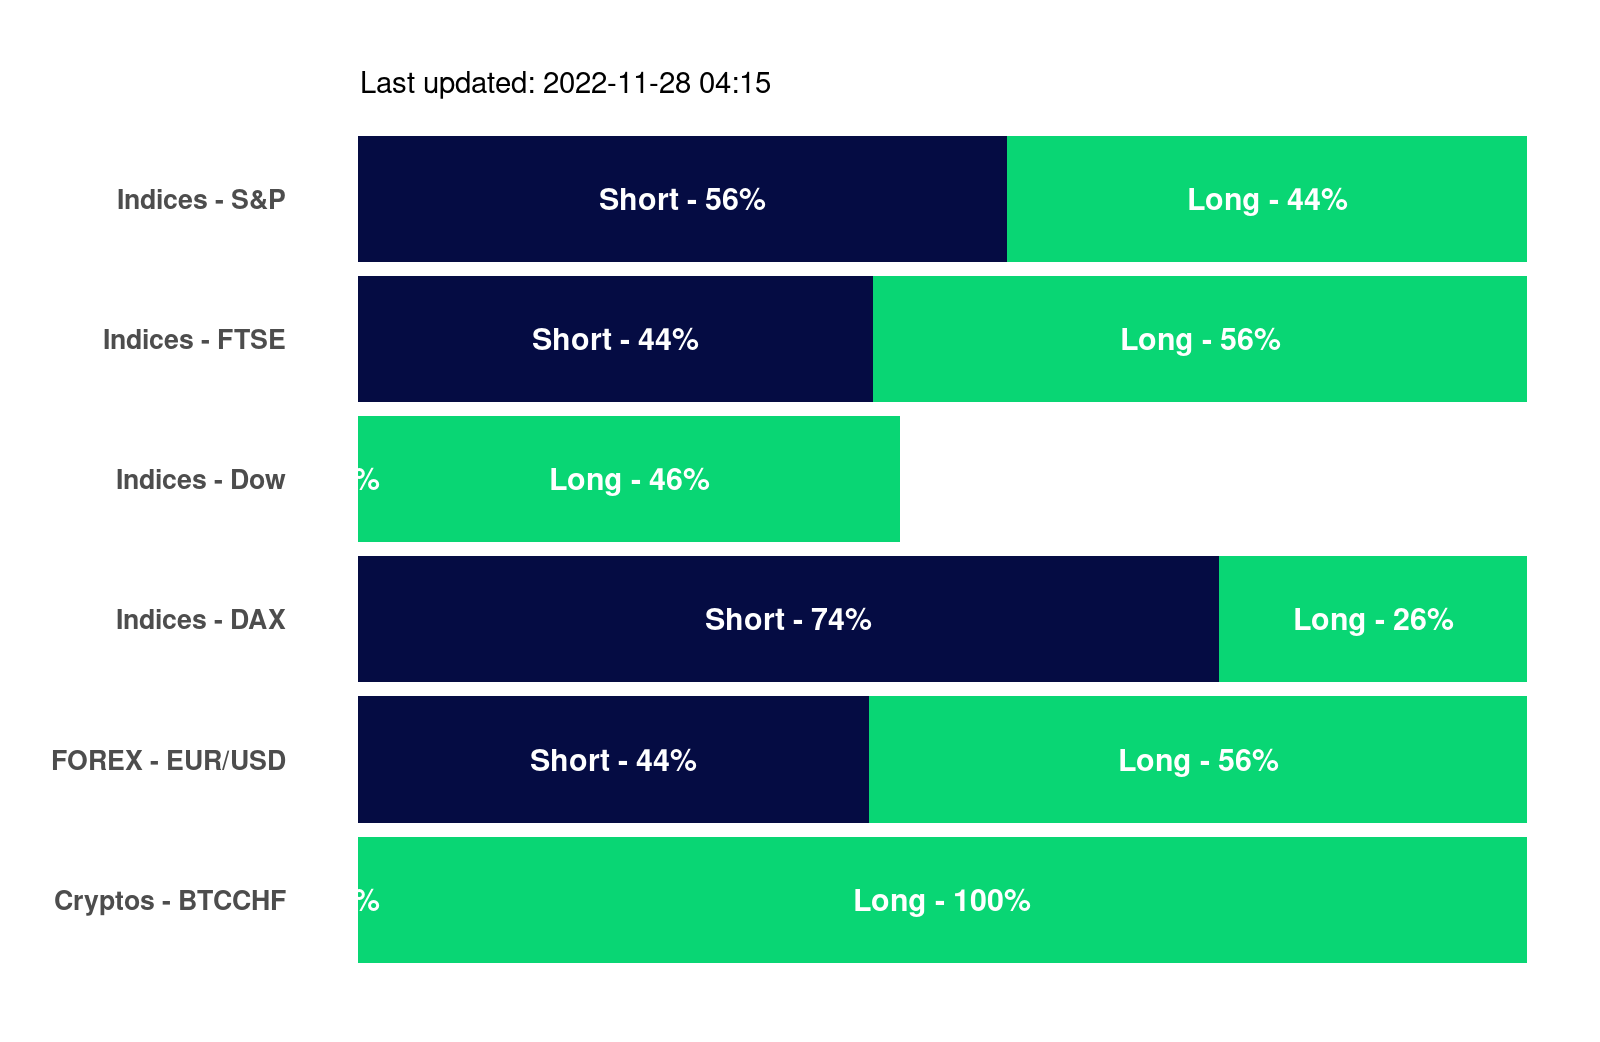 Last updated: 2022-11-28 04:15
Indices - S&P Short - 56% Long - 44%
Indices - FTSE Short - 44% Long - 56%
Indices - Dow % Long - 46%
Indices - DAX Short - 74% Long - 26%
FOREX - EUR/USD Short - 44% Long - 56%
Cryptos - BTCCHF % Long - 100%